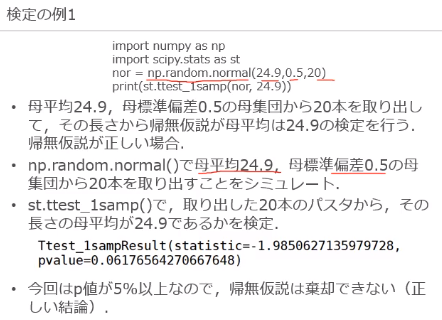 検定の例1
import numpy as np
import scipy.stats as st
nor = np.random.normal(24.9,0.5,20)
print(st.ttest_1samp(nor, 24.9))
• 母平均24.9，母標準偏差0.5の母集団から20本を取り出し
て，その長さから帰無仮説が母平均は24.9の検定を行う．
帰無仮説が正しい場合．
• np.random.normal()で母平均24.9，母標準偏差0.5の母
集団から20本を取り出すことをシミュレート．
• st.ttest_1samp()で，取り出した20本のパスタから，その
長さの母平均が24.9であるかを検定．
Ttest_1sampResult(statistic=-1.9850627135979728,
pvalue=0.06176564270667648)
• 今回はp値が5%以上なので，帰無仮説は棄却できない（正
しい結論）．